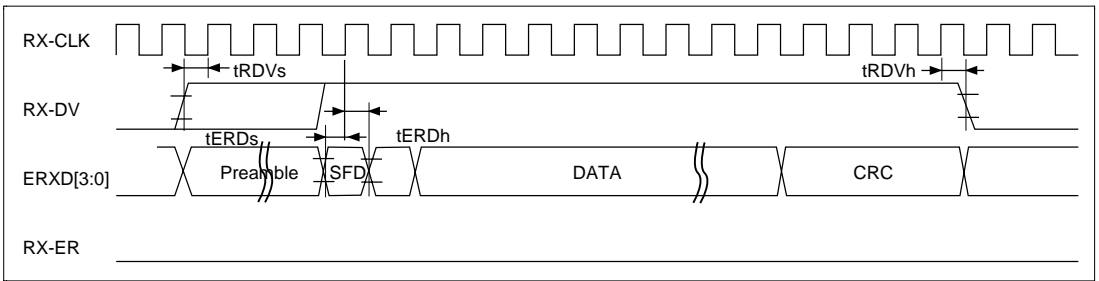 RX-CLK
tRDVs
tRDVh
RX-DV
tERDs
tERDh
ERXD[3:0]
Preamble
SFD
DATA
CRC
RX-ER